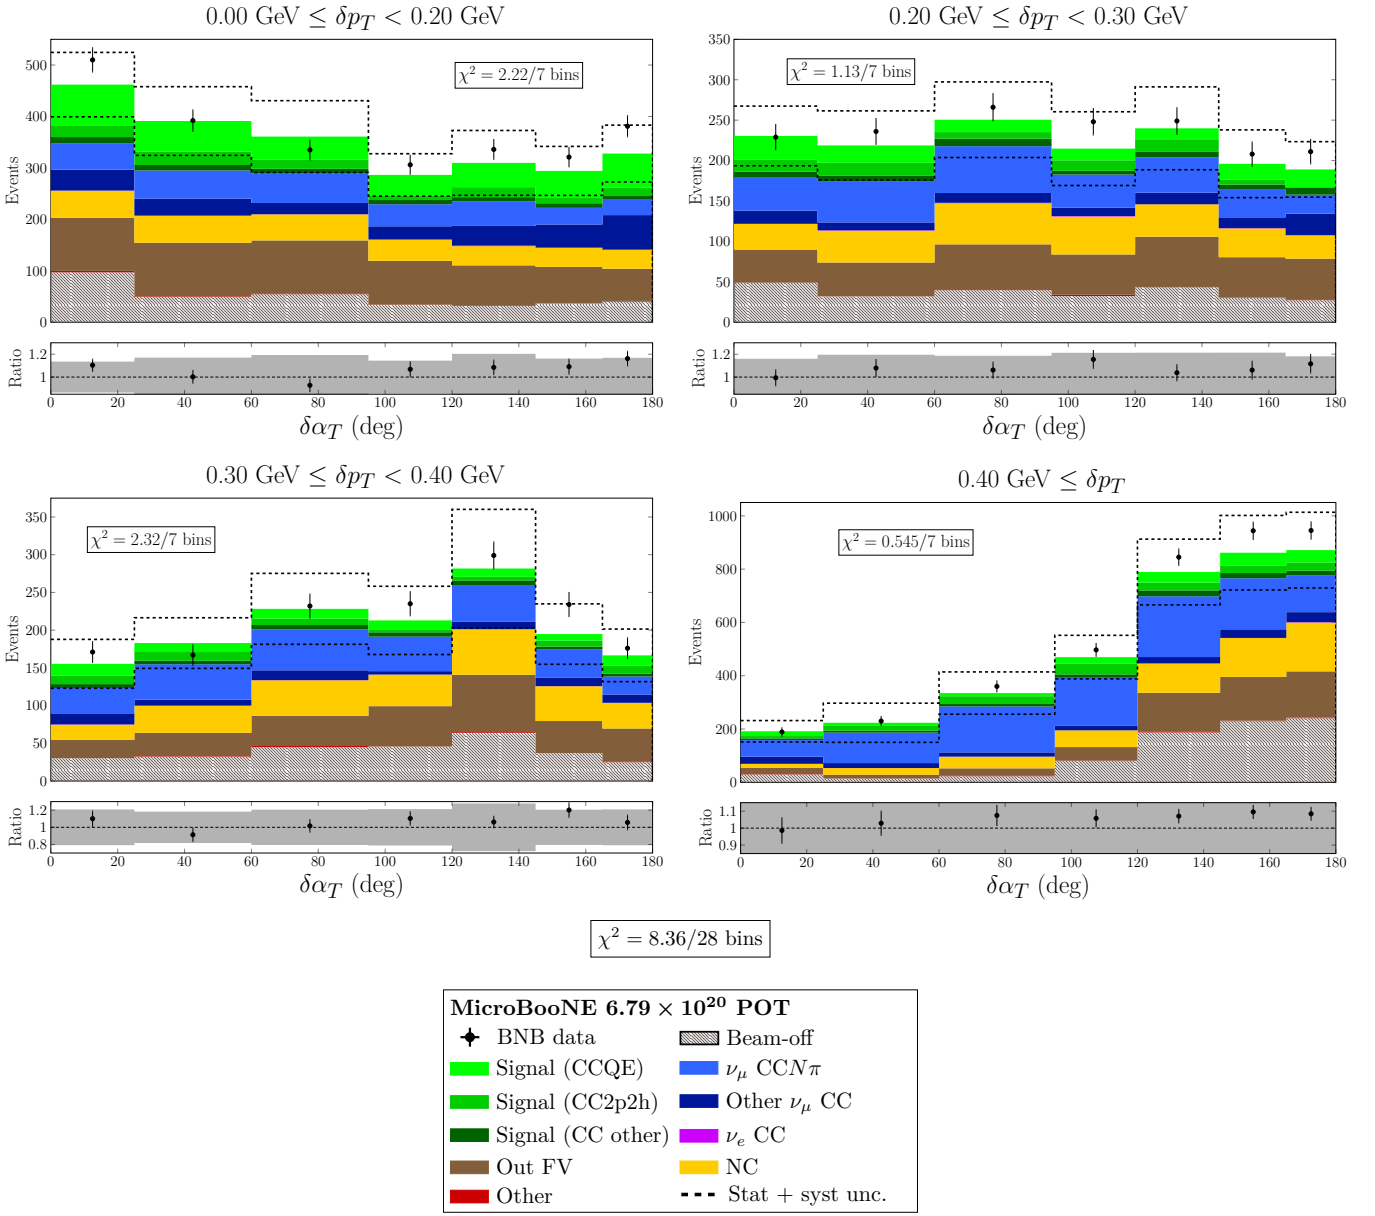 0.00 GeV ≤ δp_T < 0.20 GeV
χ² = 2.22/7 bins
Events
0 100 200 300 400 500
Ratio
1 1.2
0 20 40 60 80 100 120 140 160 180
δα_T (deg)
0.20 GeV ≤ δp_T < 0.30 GeV
χ² = 1.13/7 bins
Events
0 50 100 150 200 250 300 350
Ratio
1 1.2
0 20 40 60 80 100 120 140 160 180
δα_T (deg)
0.30 GeV ≤ δp_T < 0.40 GeV
χ² = 2.32/7 bins
Events
0 50 100 150 200 250 300 350
Ratio
0.8 1 1.2
0 20 40 60 80 100 120 140 160 180
δα_T (deg)
0.40 GeV ≤ δp_T
χ² = 0.545/7 bins
Events
0 200 400 600 800 1000
Ratio
0.9 1 1.1
0 20 40 60 80 100 120 140 160 180
δα_T (deg)
χ² = 8.36/28 bins
MicroBooNE 6.79 × 10²⁰ POT
BNB data
Beam-off
Signal (CCQE)
ν_μ CCNπ
Signal (CC2p2h)
Other ν_μ CC
Signal (CC other)
ν_e CC
Out FV
NC
Other
Stat + syst unc.